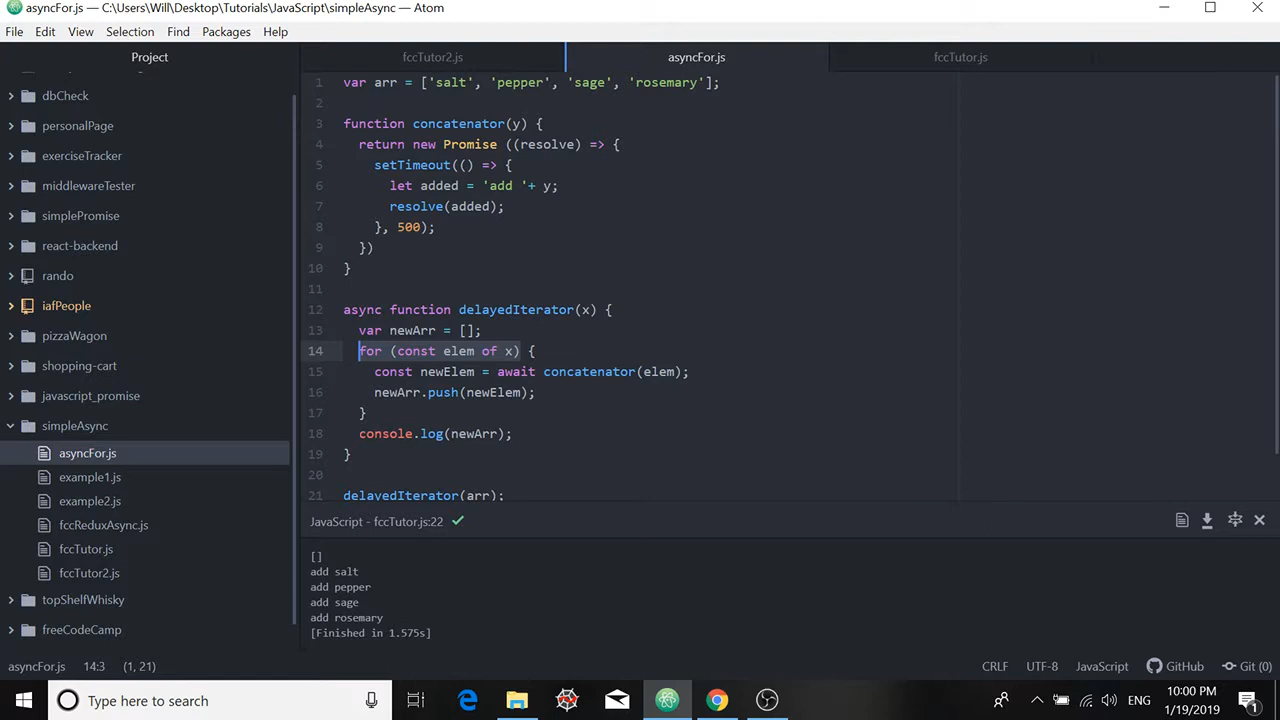 asyncFor.js — C:\Users\Will\Desktop\Tutorials\JavaScript\simpleAsync — Atom
File Edit View Selection Find Packages Help
Project
fccTutor2.js asyncFor.js fccTutor.js
dbCheck
personalPage
exerciseTracker
middlewareTester
simplePromise
react-backend
rando
iafPeople
pizzaWagon
shopping-cart
javascript_promise
simpleAsync
asyncFor.js
example1.js
example2.js
fccReduxAsync.js
fccTutor.js
fccTutor2.js
topShelfWhisky
freeCodeCamp
1 var arr = ['salt', 'pepper', 'sage', 'rosemary'];
2
3 function concatenator(y) {
4 return new Promise ((resolve) => {
5 setTimeout(() => {
6 let added = 'add '+ y;
7 resolve(added);
8 }, 500);
9 })
10 }
11
12 async function delayedIterator(x) {
13 var newArr = [];
14 for (const elem of x) {
15 const newElem = await concatenator(elem);
16 newArr.push(newElem);
17 }
18 console.log(newArr);
19 }
20
21 delayedIterator(arr);
JavaScript - fccTutor.js:22
[]
add salt
add pepper
add sage
add rosemary
[Finished in 1.575s]
asyncFor.js 14:3 (1, 21) CRLF UTF-8 JavaScript GitHub Git (0)
Type here to search
ENG
10:00 PM
1/19/2019
1